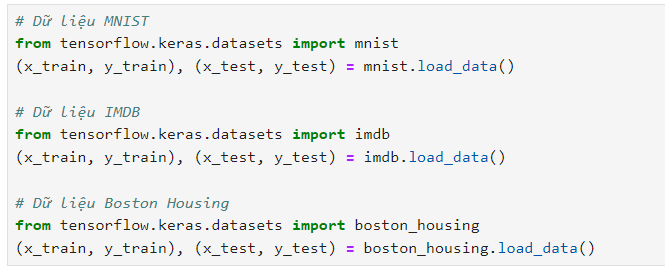 # Dữ liệu MNIST
from tensorflow.keras.datasets import mnist
(x_train, y_train), (x_test, y_test) = mnist.load_data()
# Dữ liệu IMDB
from tensorflow.keras.datasets import imdb
(x_train, y_train), (x_test, y_test) = imdb.load_data()
# Dữ liệu Boston Housing
from tensorflow.keras.datasets import boston_housing
(x_train, y_train), (x_test, y_test) = boston_housing.load_data()